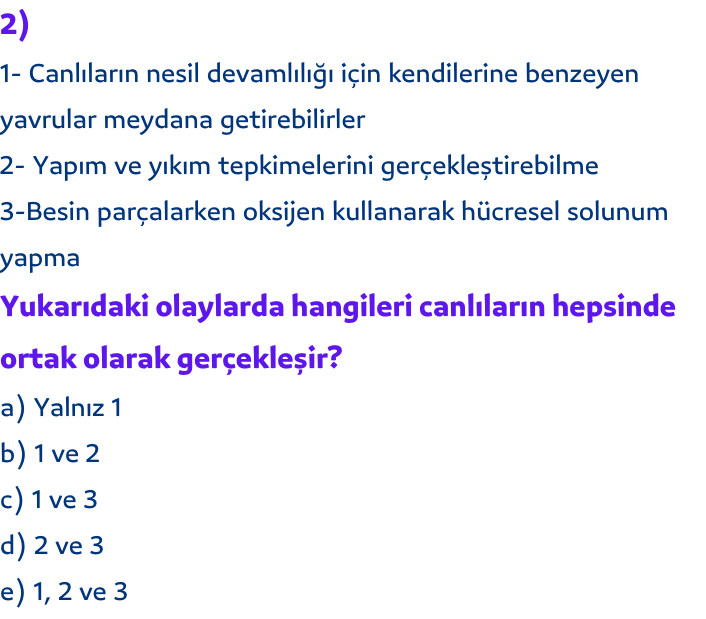 2)
1- Canlıların nesil devamlılığı için kendilerine benzeyen
yavrular meydana getirebilirler
2- Yapım ve yıkım tepkimelerini gerçekleştirebilme
3-Besin parçalarken oksijen kullanarak hücresel solunum
yapma
Yukarıdaki olaylarda hangileri canlıların hepsinde
ortak olarak gerçekleşir?
a) Yalnız 1
b) 1 ve 2
c) 1 ve 3
d) 2 ve 3
e) 1, 2 ve 3